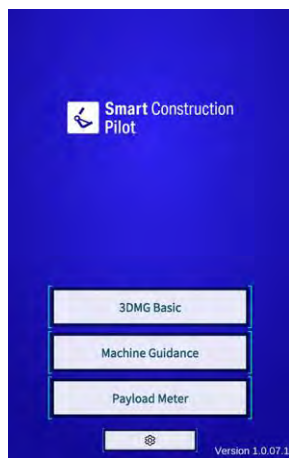 Smart Construction
Pilot
3DMG Basic
Machine Guidance
Payload Meter
Version 1.0.07.1